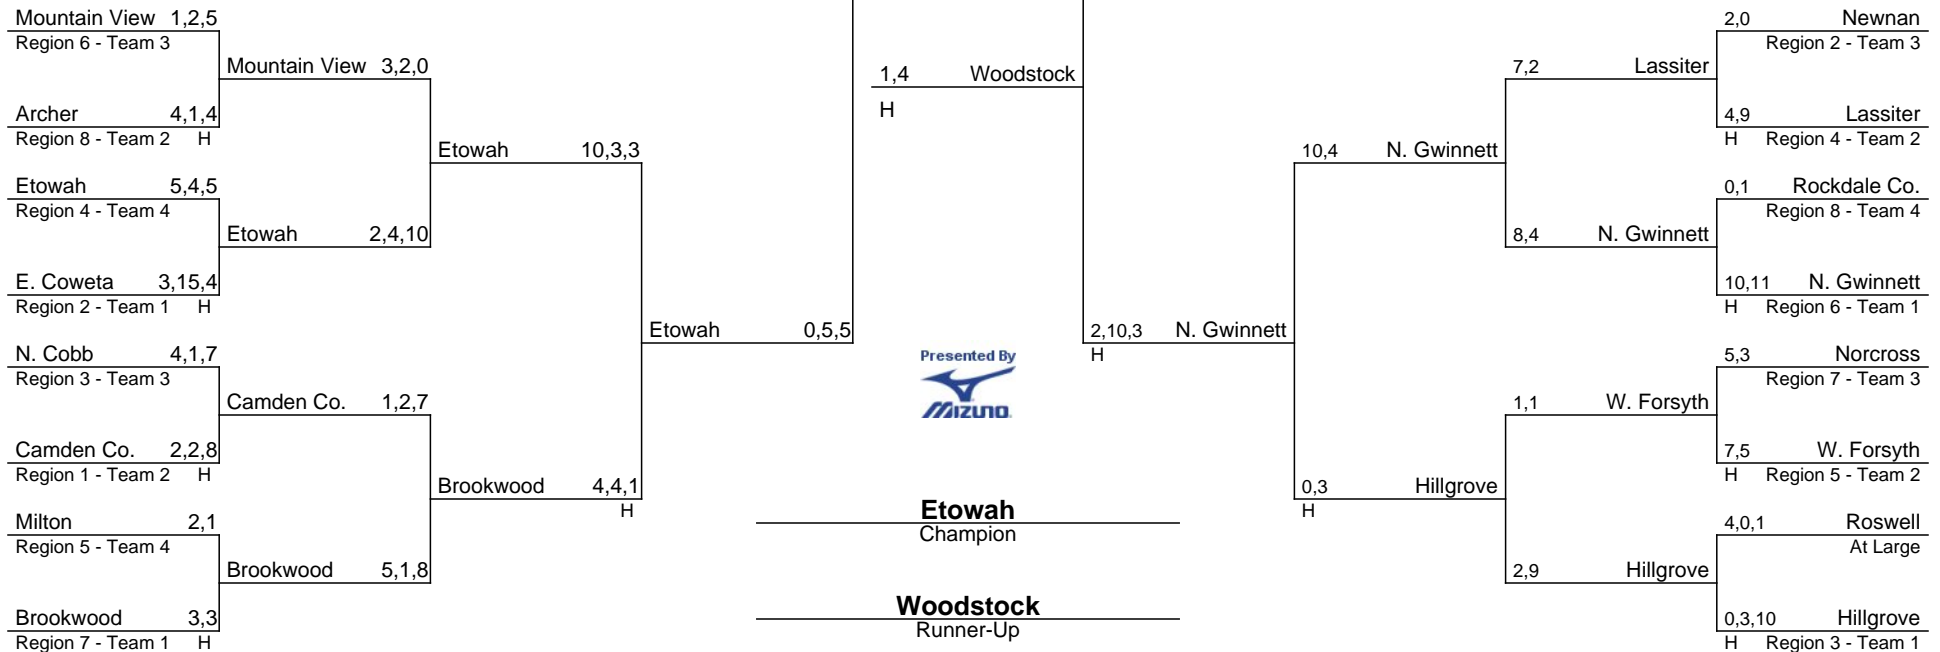 Mountain View 1,2,5
Region 6 - Team 3
Mountain View 3,2,0
Archer 4,1,4
Region 8 - Team 2 H
Etowah 10,3,3
Etowah 5,4,5
Region 4 - Team 4
Etowah 2,4,10
E. Coweta 3,15,4
Region 2 - Team 1 H
Etowah 0,5,5
N. Cobb 4,1,7
Region 3 - Team 3
Camden Co. 1,2,7
Camden Co. 2,2,8
Region 1 - Team 2 H
Brookwood 4,4,1
H
Milton 2,1
Region 5 - Team 4
Brookwood 5,1,8
Brookwood 3,3
Region 7 - Team 1 H
1,4 Woodstock
H
Presented By
MIZUNO
Etowah
Champion
Woodstock
Runner-Up
2,0 Newnan
Region 2 - Team 3
7,2 Lassiter
4,9 Lassiter
H Region 4 - Team 2
10,4 N. Gwinnett
0,1 Rockdale Co.
Region 8 - Team 4
8,4 N. Gwinnett
10,11 N. Gwinnett
H Region 6 - Team 1
2,10,3 N. Gwinnett
H
5,3 Norcross
Region 7 - Team 3
1,1 W. Forsyth
7,5 W. Forsyth
H Region 5 - Team 2
0,3 Hillgrove
H
4,0,1 Roswell
At Large
2,9 Hillgrove
0,3,10 Hillgrove
H Region 3 - Team 1